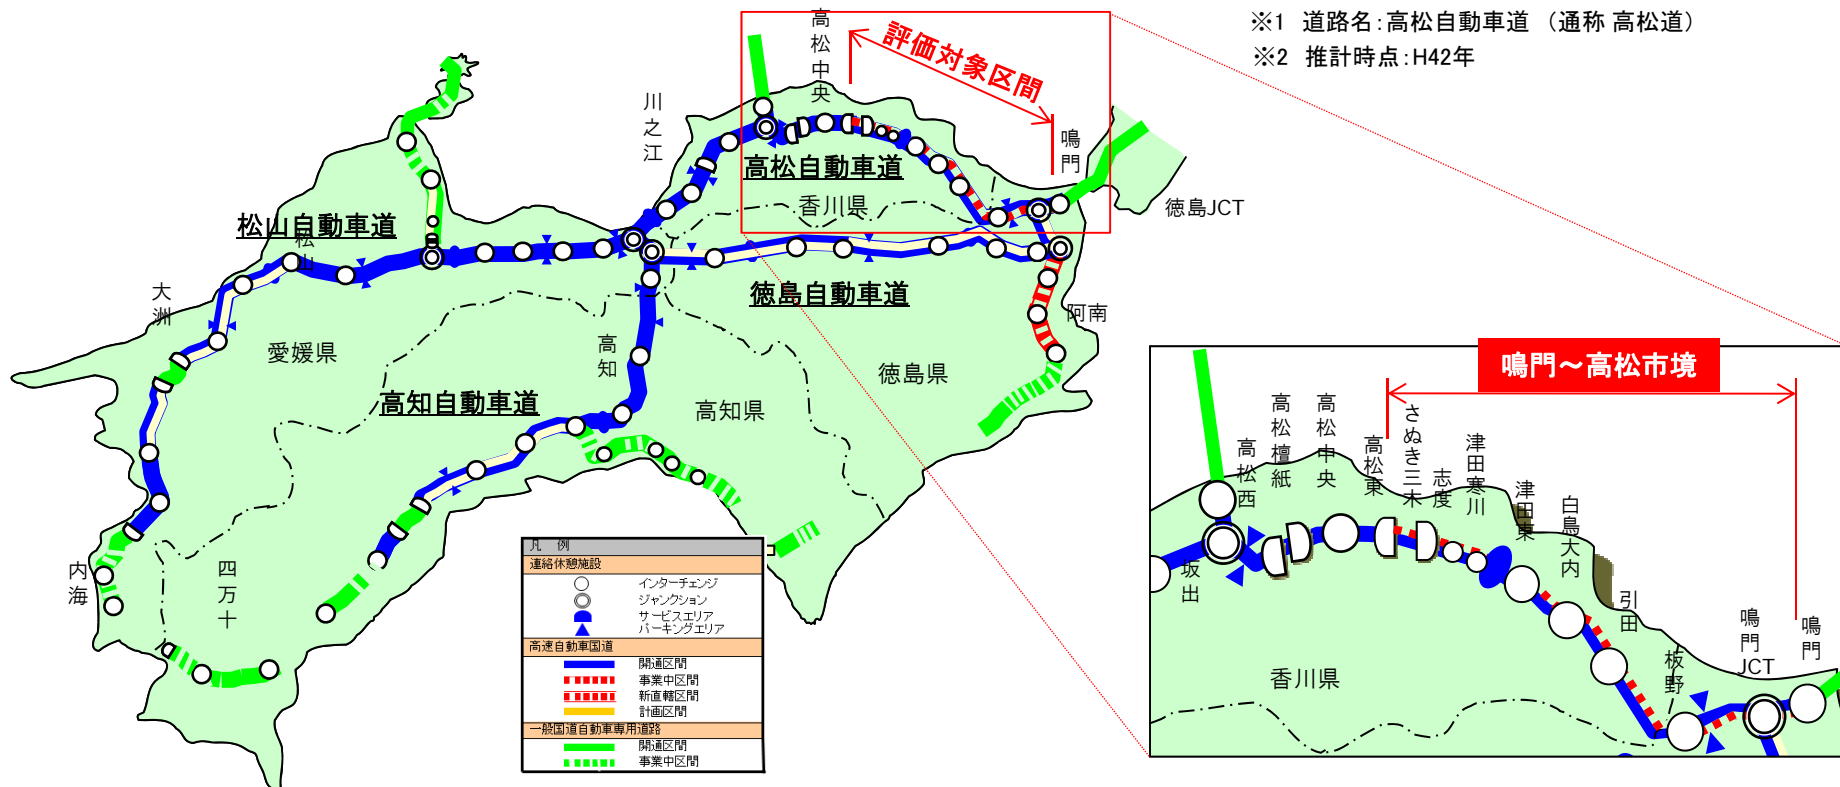 ※1 道路名：高松自動車道 （通称 高松道）
※2 推計時点：H42年
高松中央
評価対象区間
川之江
鳴門
高松自動車道
香川県
徳島JCT
松山自動車道
松山
大洲
徳島自動車道
阿南
愛媛県
高知
徳島県
高知自動車道
高知県
内海
四万十
凡 例
連絡休憩施設
インターチェンジ
ジャンクション
サービスエリア
パーキングエリア
高速自動車国道
開通区間
事業中区間
新直轄区間
計画区間
一般国道自動車専用道路
開通区間
事業中区間
鳴門～高松市境
坂出
高松西
高松檀紙
高松中央
高松東
さぬき三木
志度
津田寒川
津田東
白鳥大内
引田
板野
鳴門JCT
鳴門
香川県